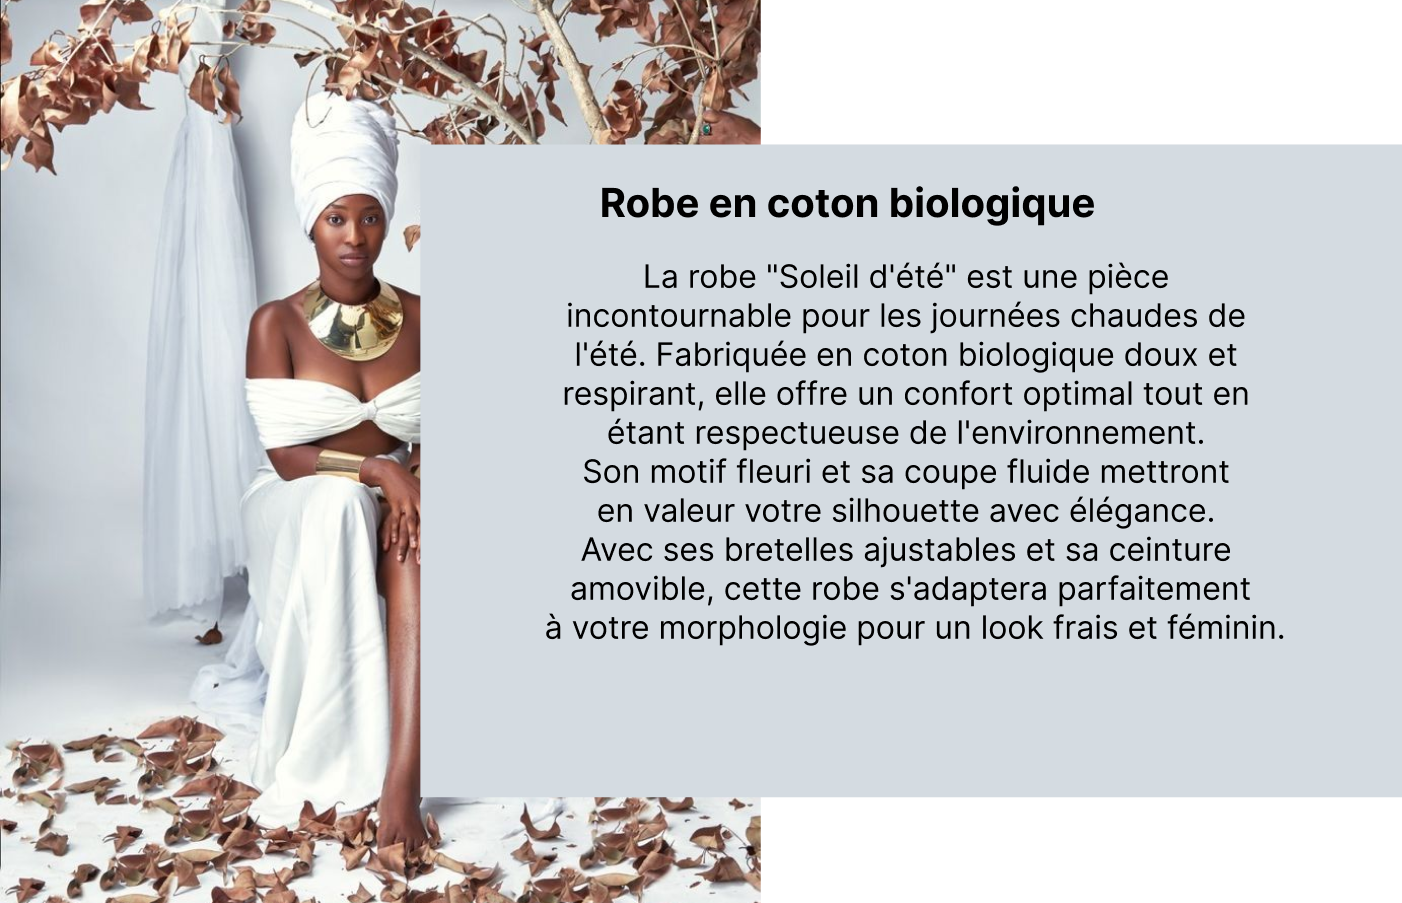 Robe en coton biologique
La robe "Soleil d'été" est une pièce
incontournable pour les journées chaudes de
l'été. Fabriquée en coton biologique doux et
respirant, elle offre un confort optimal tout en
étant respectueuse de l'environnement.
Son motif fleuri et sa coupe fluide mettront
en valeur votre silhouette avec élégance.
Avec ses bretelles ajustables et sa ceinture
amovible, cette robe s'adaptera parfaitement
à votre morphologie pour un look frais et féminin.